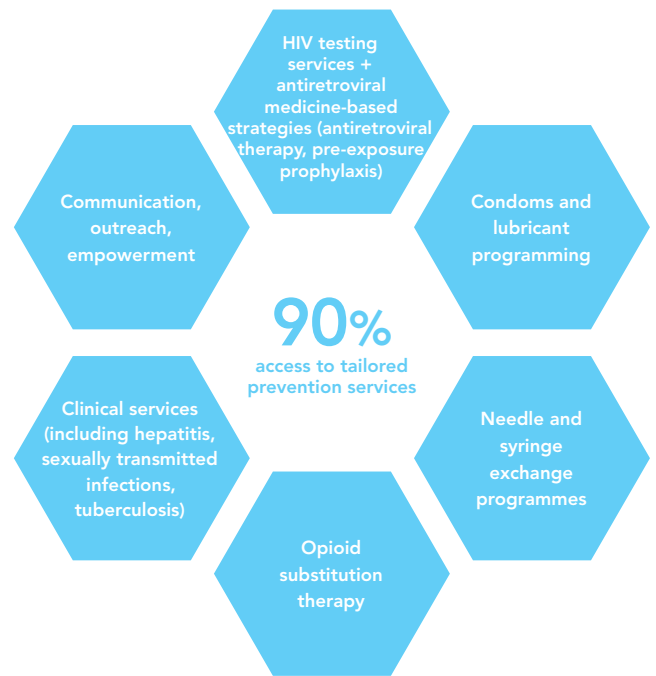 HIV testing
services +
antiretroviral
medicine-based
strategies (antiretroviral
therapy, pre-exposure
prophylaxis)
Condoms and
lubricant
programming
Needle and
syringe
exchange
programmes
Opioid
substitution
therapy
Clinical services
(including hepatitis,
sexually transmitted
infections,
tuberculosis)
Communication,
outreach,
empowerment
90%
access to tailored
prevention services